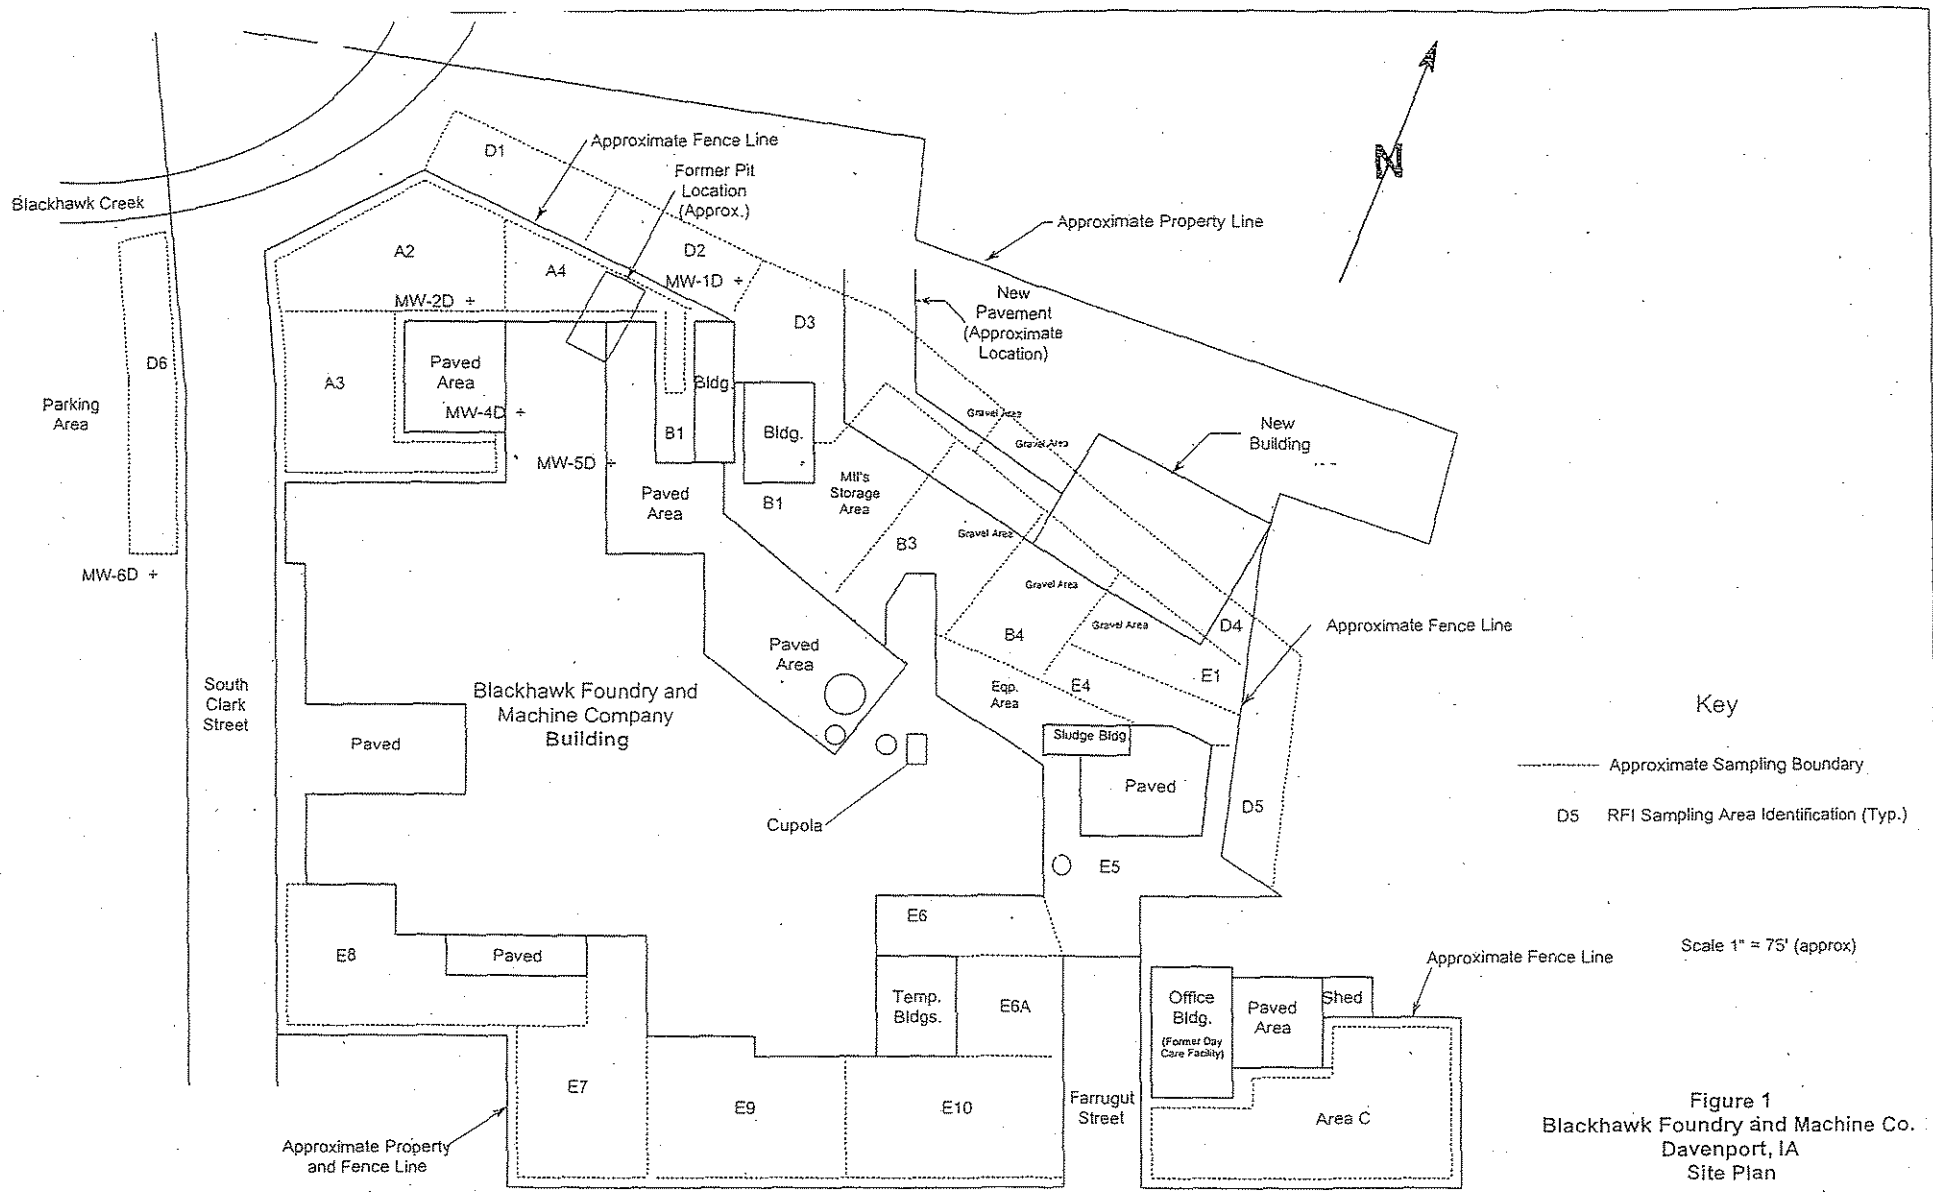 D1
Approximate Fence Line
Former Pit
Location
(Approx.)
N
Blackhawk Creek
Approximate Property Line
A2
A4
D2
MW-1D ÷
MW-2D ÷
New
Pavement
(Approximate
Location)
D3
D6
A3
Paved
Area
Bldg.
Parking
Area
MW-4D ÷
B1
Bldg.
Gravel Area
Gravel Area
New
Building
MW-5D ÷
Paved
Area
B1
Mtl's
Storage
Area
B3
Gravel Area
MW-6D ÷
Gravel Area
Gravel Area
B4
D4
Approximate Fence Line
Paved
Area
E1
E4
Eqp.
Area
South
Clark
Street
Blackhawk Foundry and
Machine Company
Building
Key
Paved
Sludge Bldg
Approximate Sampling Boundary
Paved
D5
D5 RFI Sampling Area Identification (Typ.)
Cupola
E5
E6
E8
Paved
Scale 1" = 75' (approx)
Approximate Fence Line
Temp.
Bldgs.
E6A
Office
Bldg.
(Former Day
Care Facility)
Paved
Area
Shed
E7
E9
E10
Farrugut
Street
Area C
Approximate Property
and Fence Line
Figure 1
Blackhawk Foundry and Machine Co.
Davenport, IA
Site Plan